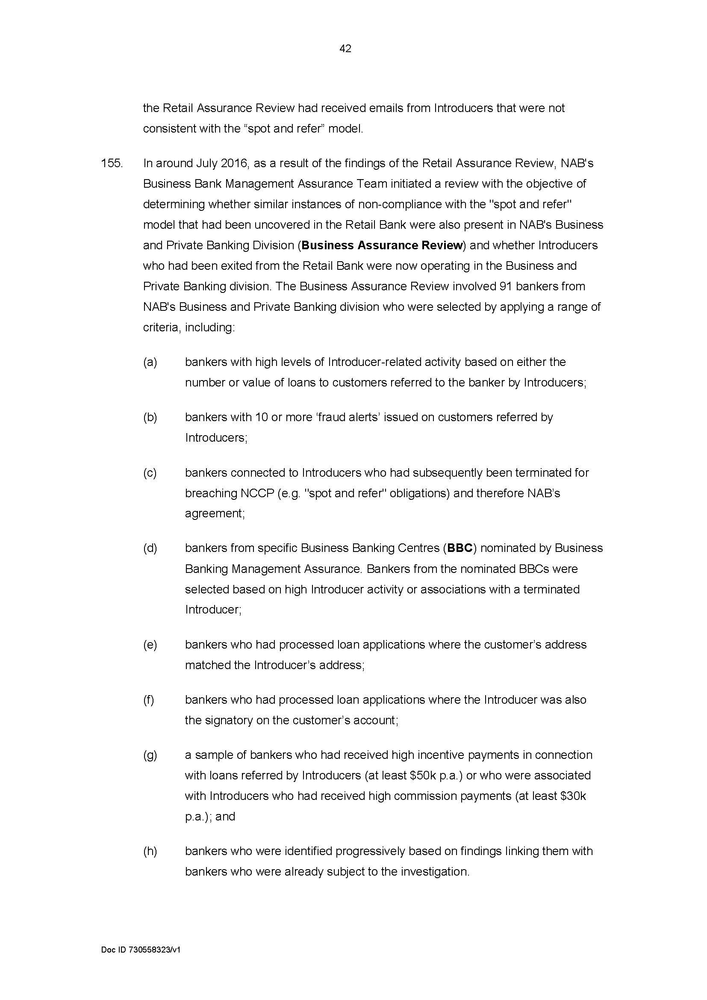 42
the Retail Assurance Review had received emails from Introducers that were not
consistent with the “spot and refer” model.
155. In around July 2016, as a result of the findings of the Retail Assurance Review, NAB's
Business Bank Management Assurance Team initiated a review with the objective of
determining whether similar instances of non-compliance with the "spot and refer"
model that had been uncovered in the Retail Bank were also present in NAB's Business
and Private Banking Division (Business Assurance Review) and whether Introducers
who had been exited from the Retail Bank were now operating in the Business and
Private Banking division. The Business Assurance Review involved 91 bankers from
NAB's Business and Private Banking division who were selected by applying a range of
criteria, including:
(a) bankers with high levels of Introducer-related activity based on either the
number or value of loans to customers referred to the banker by Introducers;
(b) bankers with 10 or more ‘fraud alerts’ issued on customers referred by
Introducers;
(c) bankers connected to Introducers who had subsequently been terminated for
breaching NCCP (e.g. "spot and refer" obligations) and therefore NAB’s
agreement;
(d) bankers from specific Business Banking Centres (BBC) nominated by Business
Banking Management Assurance. Bankers from the nominated BBCs were
selected based on high Introducer activity or associations with a terminated
Introducer;
(e) bankers who had processed loan applications where the customer’s address
matched the Introducer’s address;
(f) bankers who had processed loan applications where the Introducer was also
the signatory on the customer’s account;
(g) a sample of bankers who had received high incentive payments in connection
with loans referred by Introducers (at least $50k p.a.) or who were associated
with Introducers who had received high commission payments (at least $30k
p.a.); and
(h) bankers who were identified progressively based on findings linking them with
bankers who were already subject to the investigation.
Doc ID 730558323/v1